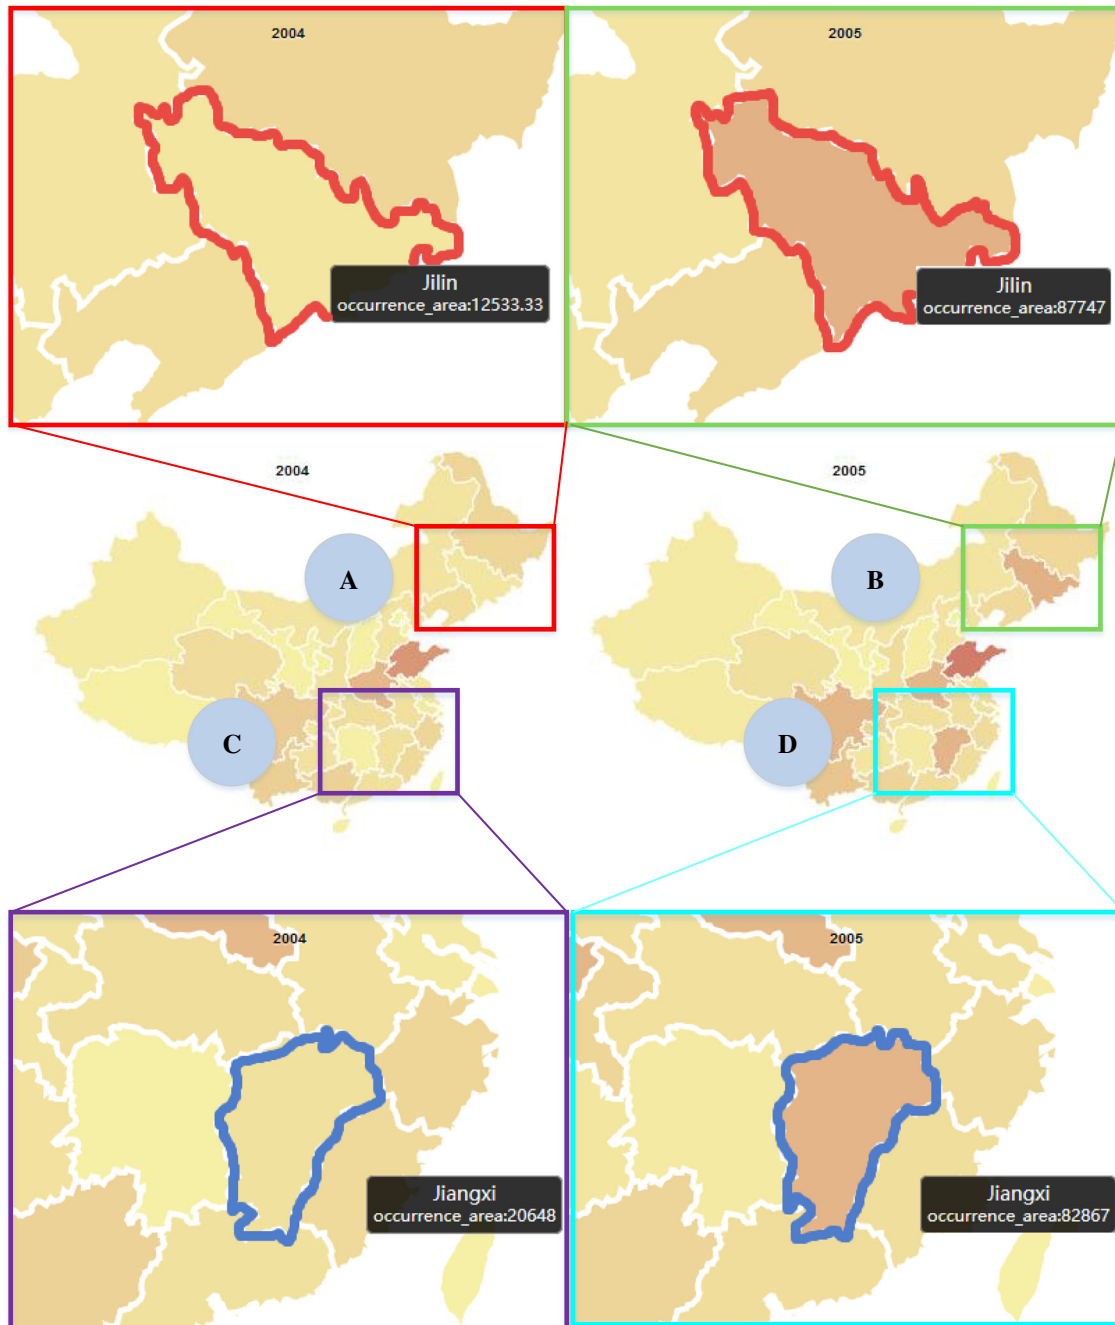 2004
2005
Jilin
occurrence_area:12533.33
Jilin
occurrence_area:87747
2004
2005
A
B
C
D
2004
2005
Jiangxi
occurrence_area:20648
Jiangxi
occurrence_area:82867